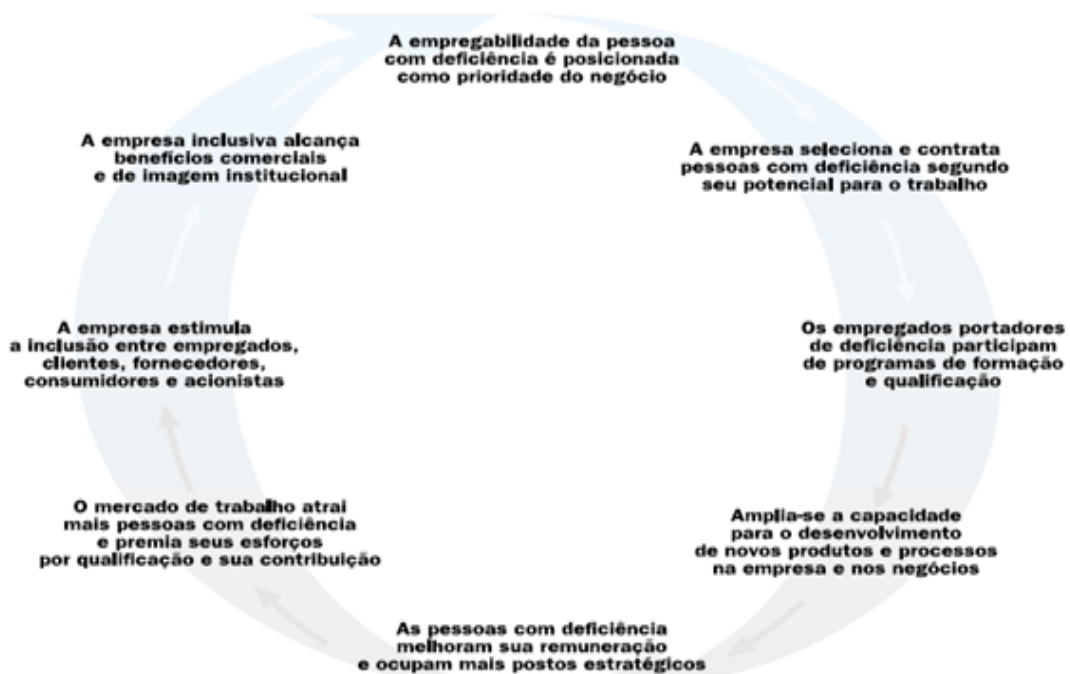 A empregabilidade da pessoa
com deficiência é posicionada
como prioridade do negócio
A empresa seleciona e contrata
pessoas com deficiência segundo
seu potencial para o trabalho
Os empregados portadores
de deficiência participam
de programas de formação
e qualificação
Amplia-se a capacidade
para o desenvolvimento
de novos produtos e processos
na empresa e nos negócios
As pessoas com deficiência
melhoram sua remuneração
e ocupam mais postos estratégicos
O mercado de trabalho atrai
mais pessoas com deficiência
e premia seus esforços
por qualificação e sua contribuição
A empresa estimula
a inclusão entre empregados,
clientes, fornecedores,
consumidores e acionistas
A empresa inclusiva alcança
benefícios comerciais
e de imagem institucional